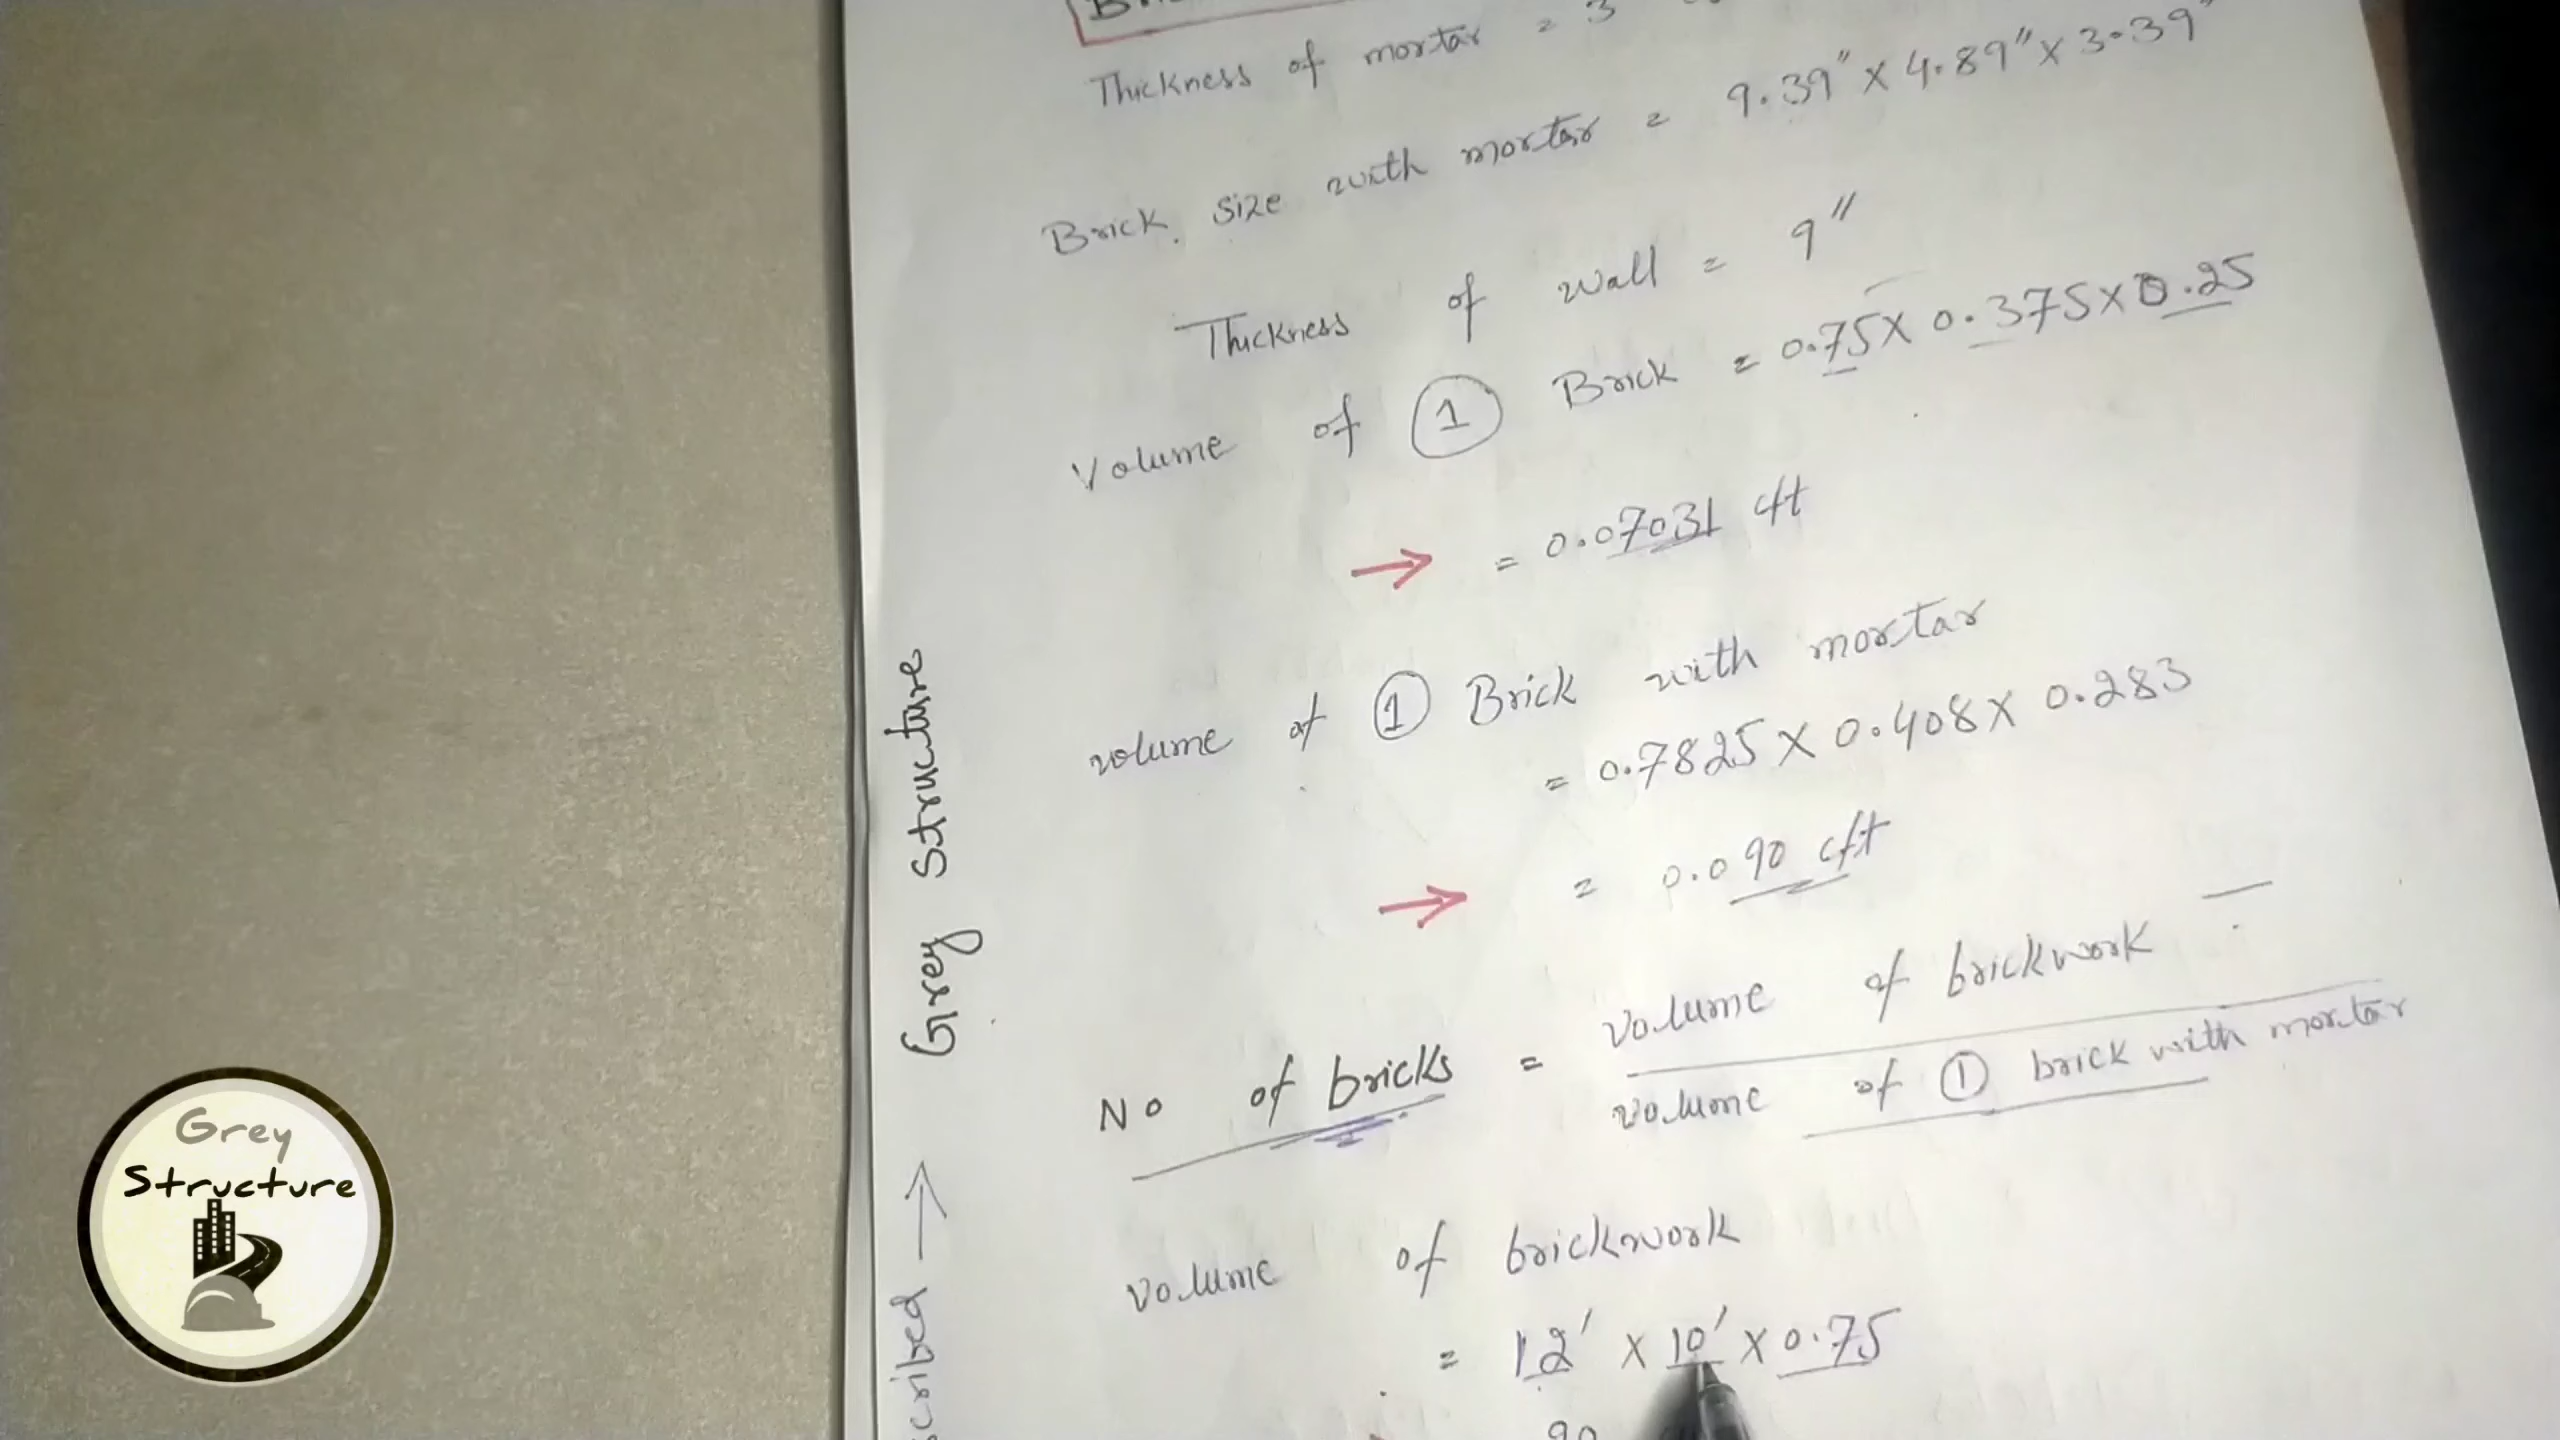 Thickness of mortar = 3
Brick size with mortar = 9.39" x 4.89" x 3.39"
Thickness of wall = 9"
Volume of 1 Brick = 0.75 x 0.375 x 0.25
= 0.07031 cft
volume of 1 Brick with mortar
= 0.7825 x 0.408 x 0.283
= 0.090 cft
No of bricks = volume of brickwork
volume of 1 brick with mortar
volume of brickwork
= 12' x 10' x 0.75
90
scribed → Grey Structure
Grey
Structure